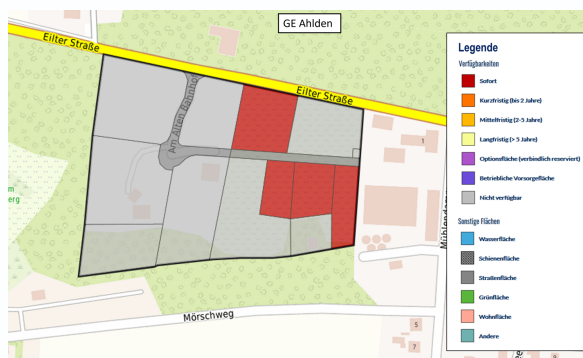 GE Ahlden
Eilter Straße
Eilter Straße
Am Alten Bahnhof
Mörschweg
1
5
7
Legende
Verfügbarkeiten
Sofort
Kurzfristig (bis 2 Jahre)
Mittelfristig (2-5 Jahre)
Langfristig (> 5 Jahre)
Optionsfläche (verbindlich reserviert)
Betriebliche Vorsorgefläche
Nicht verfügbar
Sonstige Flächen
Wasserfläche
Schienenfläche
Straßenfläche
Grünfläche
Wohnfläche
Andere